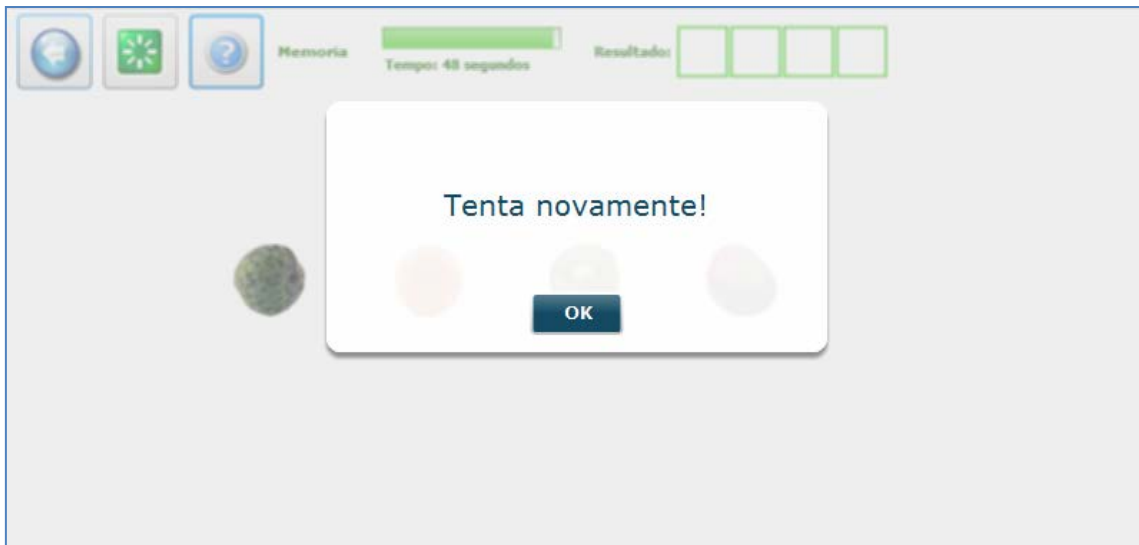 Memoria
Tempo: 48 segundos
Resultado:
Tenta novamente!
OK